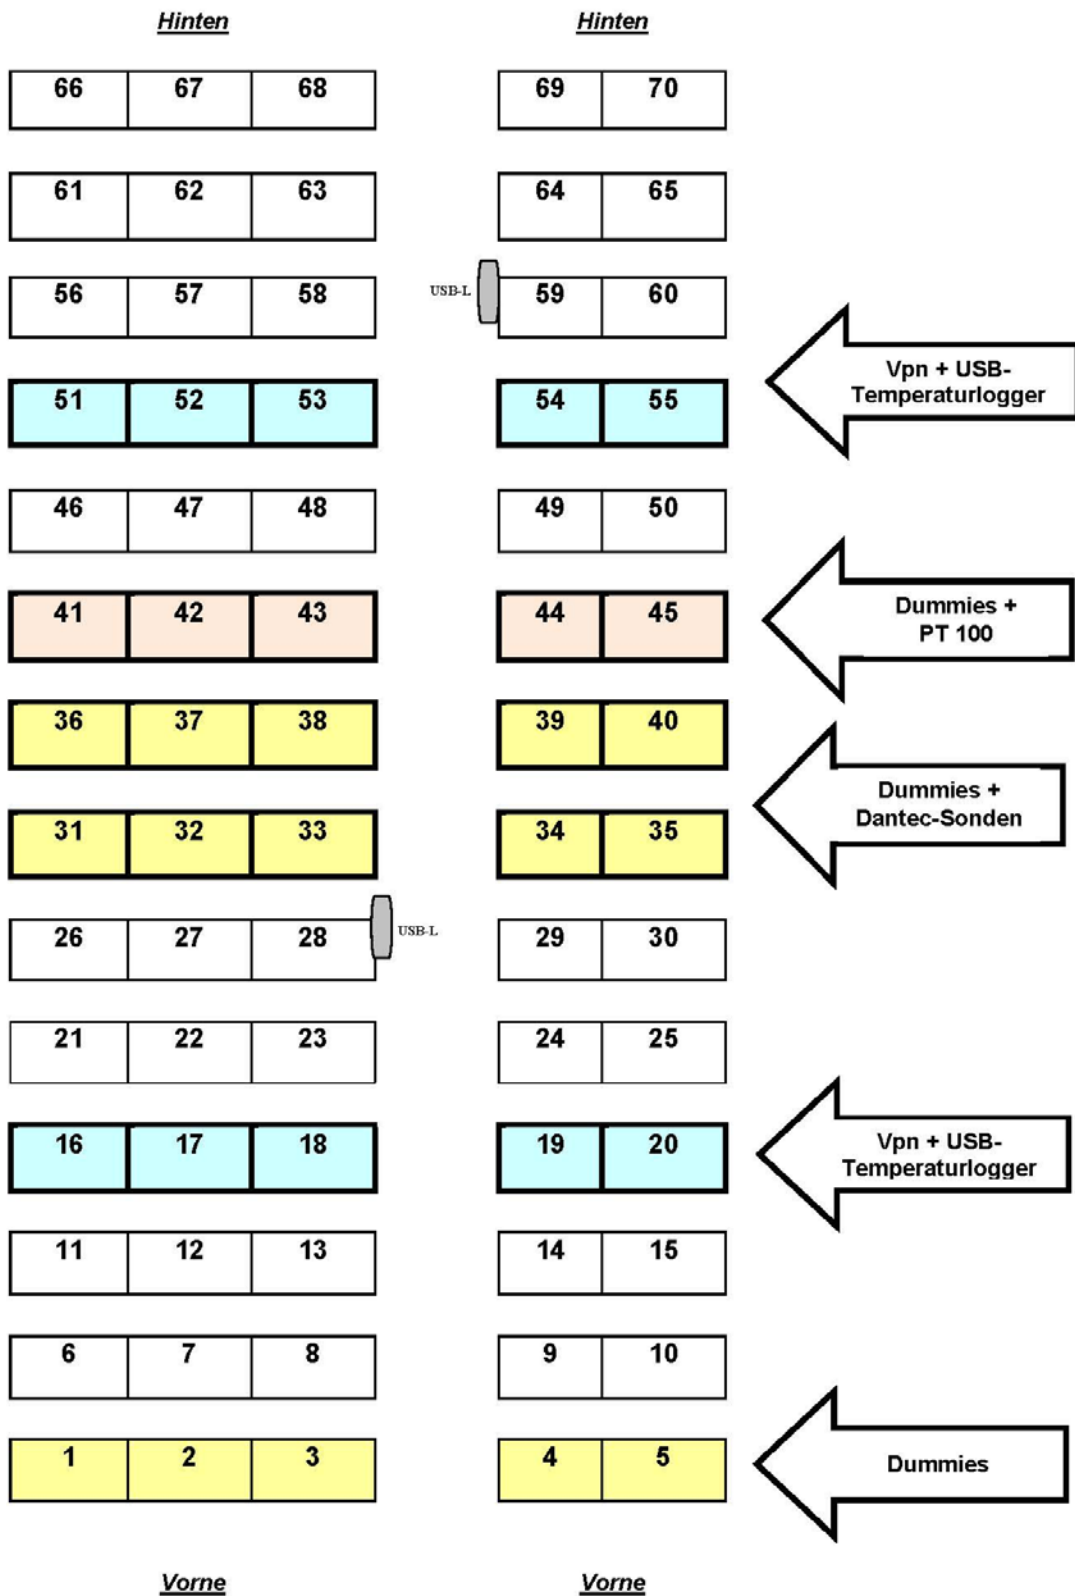 Hinten Hinten
66 67 68 69 70
61 62 63 64 65
56 57 58 USB-L 59 60
Vpn + USB-
Temperaturlogger
51 52 53 54 55
46 47 48 49 50
41 42 43 44 45
Dummies +
PT 100
36 37 38 39 40
Dummies +
Dantec-Sonden
31 32 33 34 35
26 27 28 USB-L 29 30
21 22 23 24 25
16 17 18 19 20
Vpn + USB-
Temperaturlogger
11 12 13 14 15
6 7 8 9 10
1 2 3 4 5
Dummies
Vorne Vorne